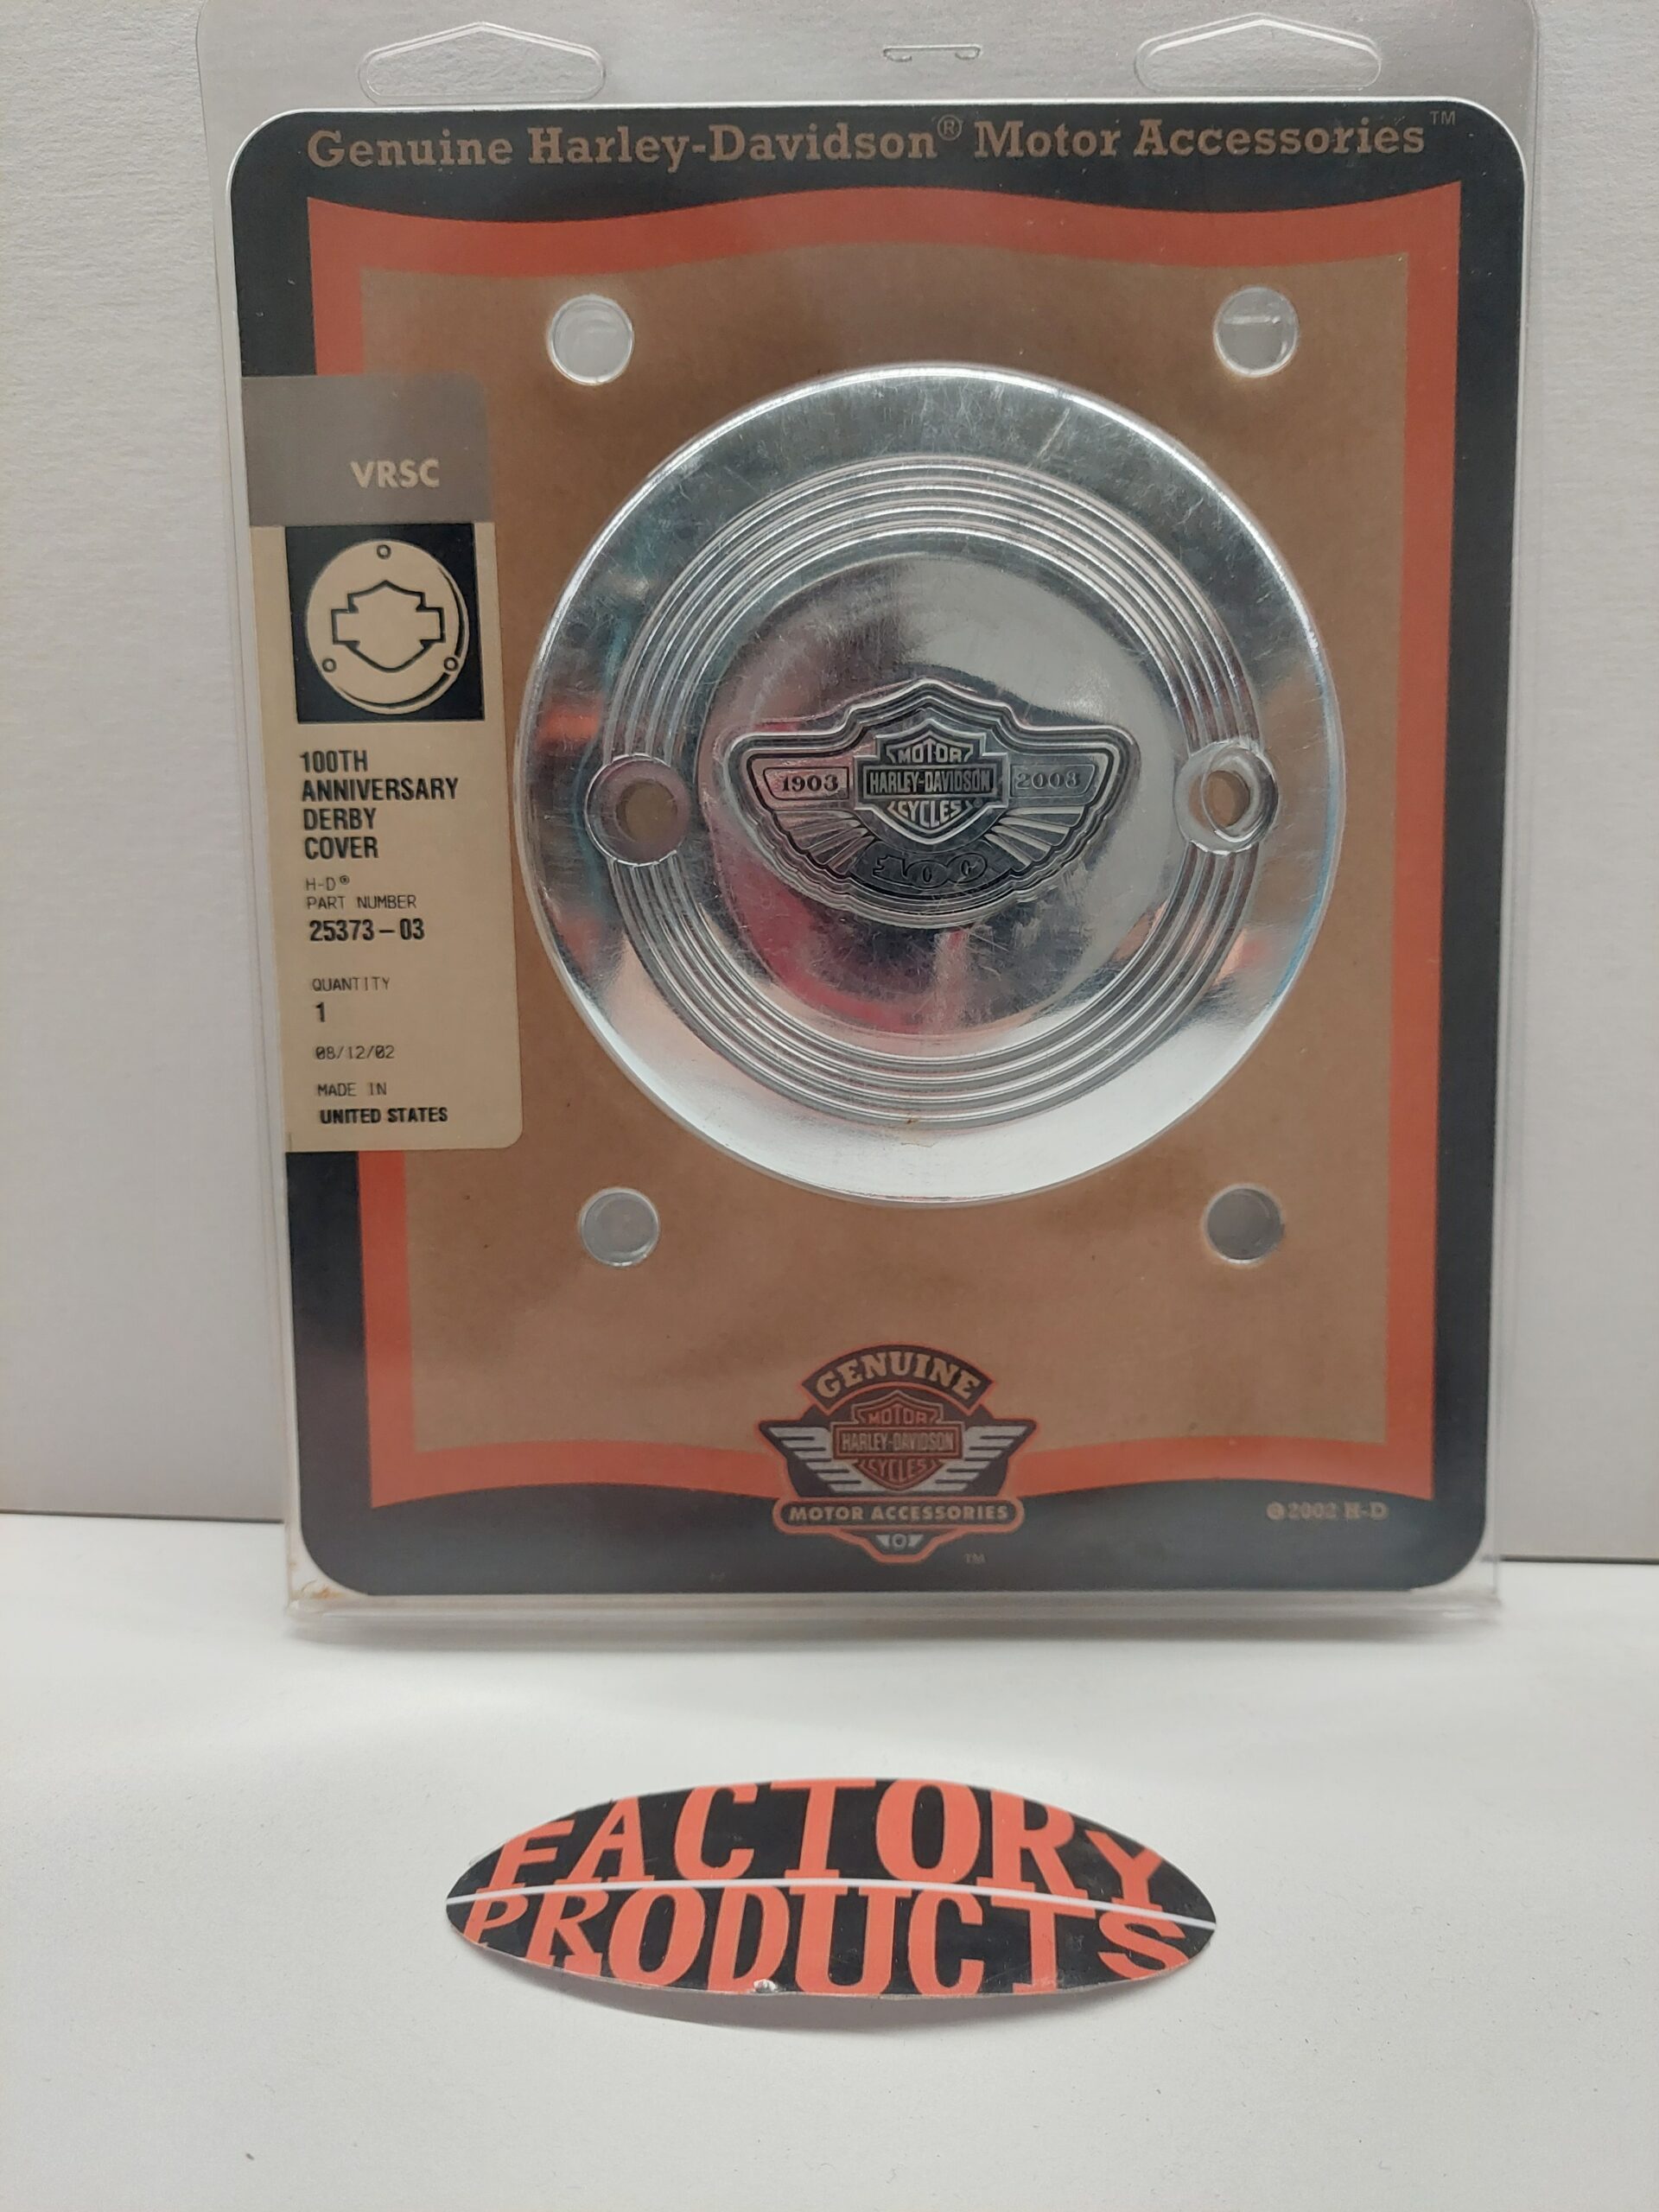 Genuine Harley-Davidson® Motor Accessories™
VRSC
100TH
ANNIVERSARY
DERBY
COVER
H-D®
PART NUMBER
25373-03
QUANTITY
1
08/12/02
MADE IN
UNITED STATES
MOTOR
1903 HARLEY-DAVIDSON 2003
CYCLES
100
GENUINE
MOTOR
HARLEY-DAVIDSON
CYCLES
MOTOR ACCESSORIES
TM
©2002 H-D
FACTORY
PRODUCTS